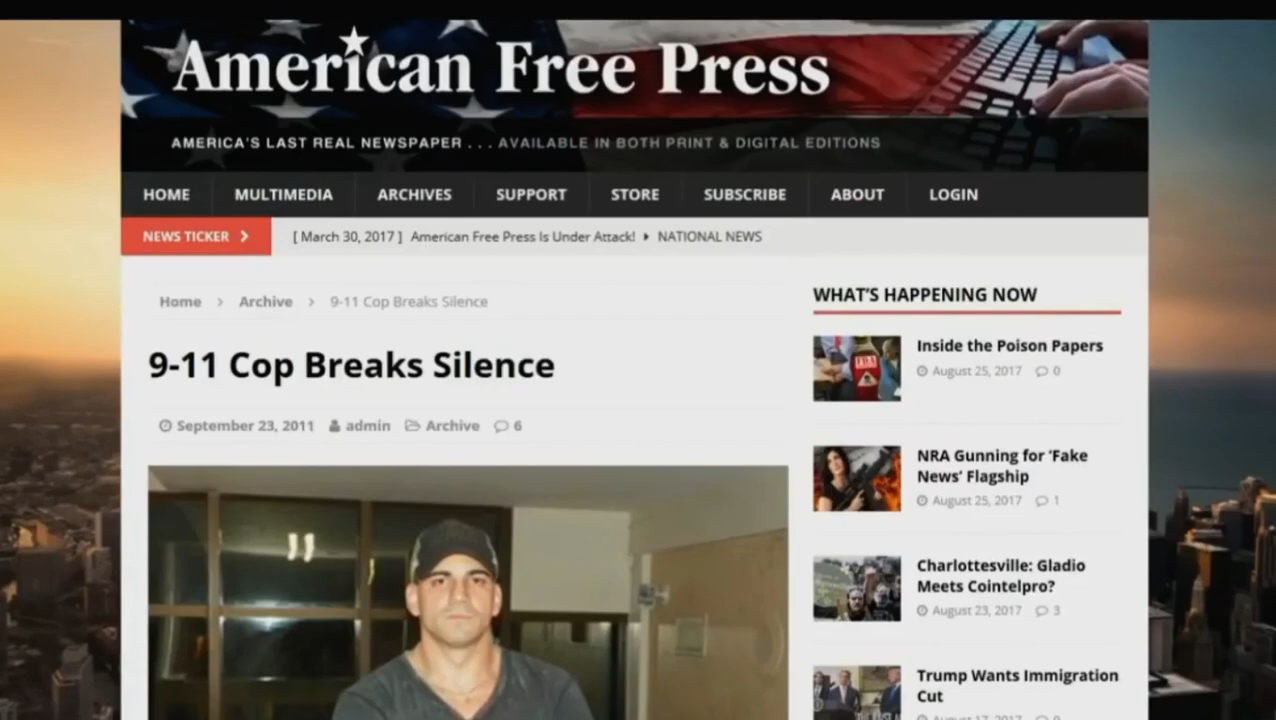 American Free Press
AMERICA'S LAST REAL NEWSPAPER . . . AVAILABLE IN BOTH PRINT & DIGITAL EDITIONS
HOME MULTIMEDIA ARCHIVES SUPPORT STORE SUBSCRIBE ABOUT LOGIN
NEWS TICKER [ March 30, 2017 ] American Free Press Is Under Attack! NATIONAL NEWS
Home > Archive > 9-11 Cop Breaks Silence
9-11 Cop Breaks Silence
September 23, 2011 admin Archive 6
WHAT'S HAPPENING NOW
Inside the Poison Papers
August 25, 2017 0
NRA Gunning for 'Fake
News' Flagship
August 25, 2017 1
Charlottesville: Gladio
Meets Cointelpro?
August 23, 2017 3
Trump Wants Immigration
Cut
August 17, 2017 0